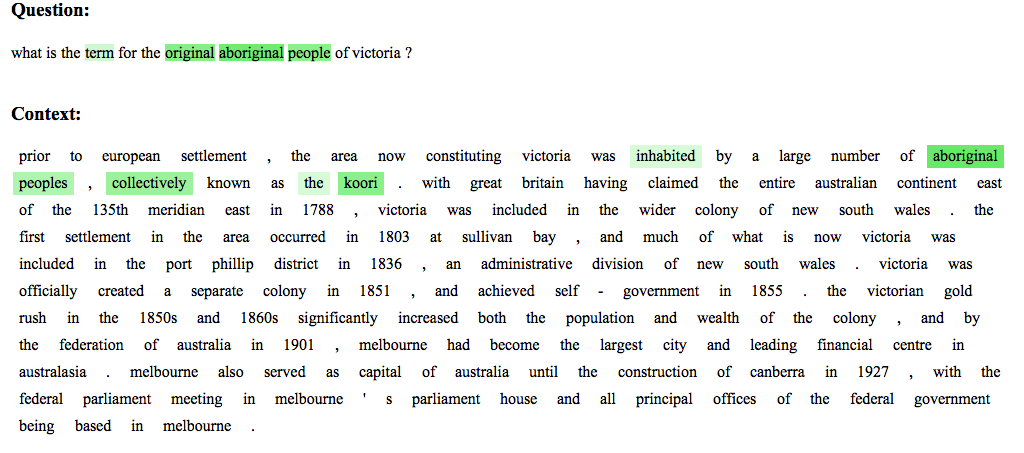 Question:
what is the term for the original aboriginal people of victoria ?
Context:
prior to european settlement , the area now constituting victoria was inhabited by a large number of aboriginal
peoples , collectively known as the koori . with great britain having claimed the entire australian continent east
of the 135th meridian east in 1788 , victoria was included in the wider colony of new south wales . the
first settlement in the area occurred in 1803 at sullivan bay , and much of what is now victoria was
included in the port phillip district in 1836 , an administrative division of new south wales . victoria was
officially created a separate colony in 1851 , and achieved self - government in 1855 . the victorian gold
rush in the 1850s and 1860s significantly increased both the population and wealth of the colony , and by
the federation of australia in 1901 , melbourne had become the largest city and leading financial centre in
australasia . melbourne also served as capital of australia until the construction of canberra in 1927 , with the
federal parliament meeting in melbourne ' s parliament house and all principal offices of the federal government
being based in melbourne .